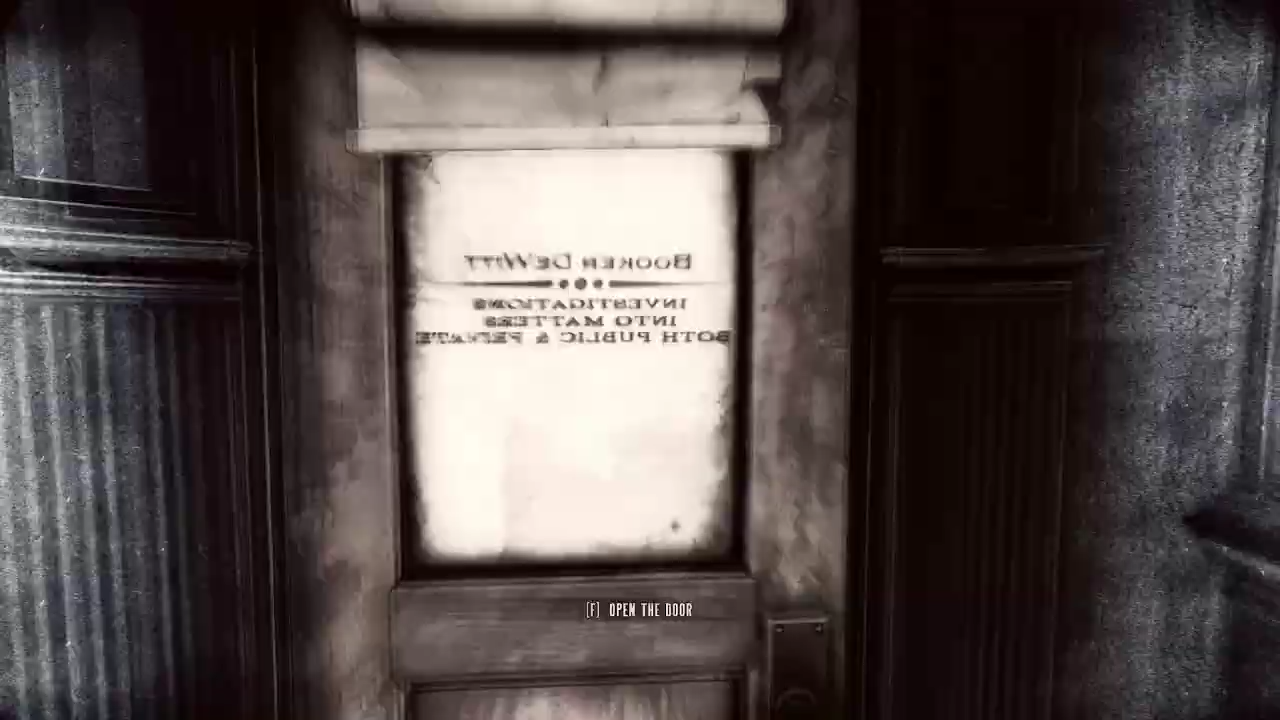 BOOKER DEWITT
INVESTIGATIONS
INTO MATTERS
BOTH PUBLIC & PRIVATE
[F] OPEN THE DOOR